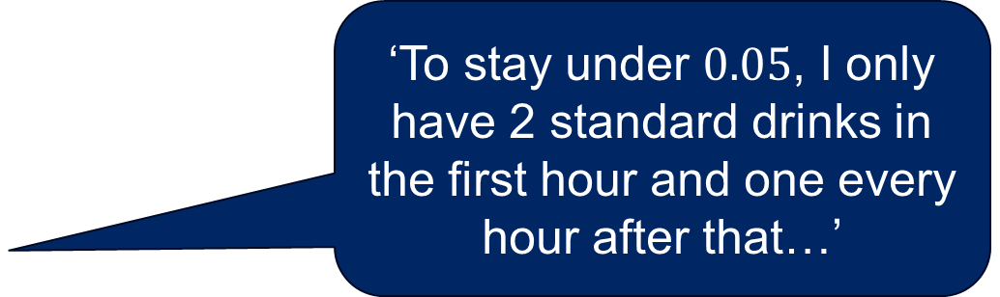 ‘To stay under 0.05, I only
have 2 standard drinks in
the first hour and one every
hour after that…’